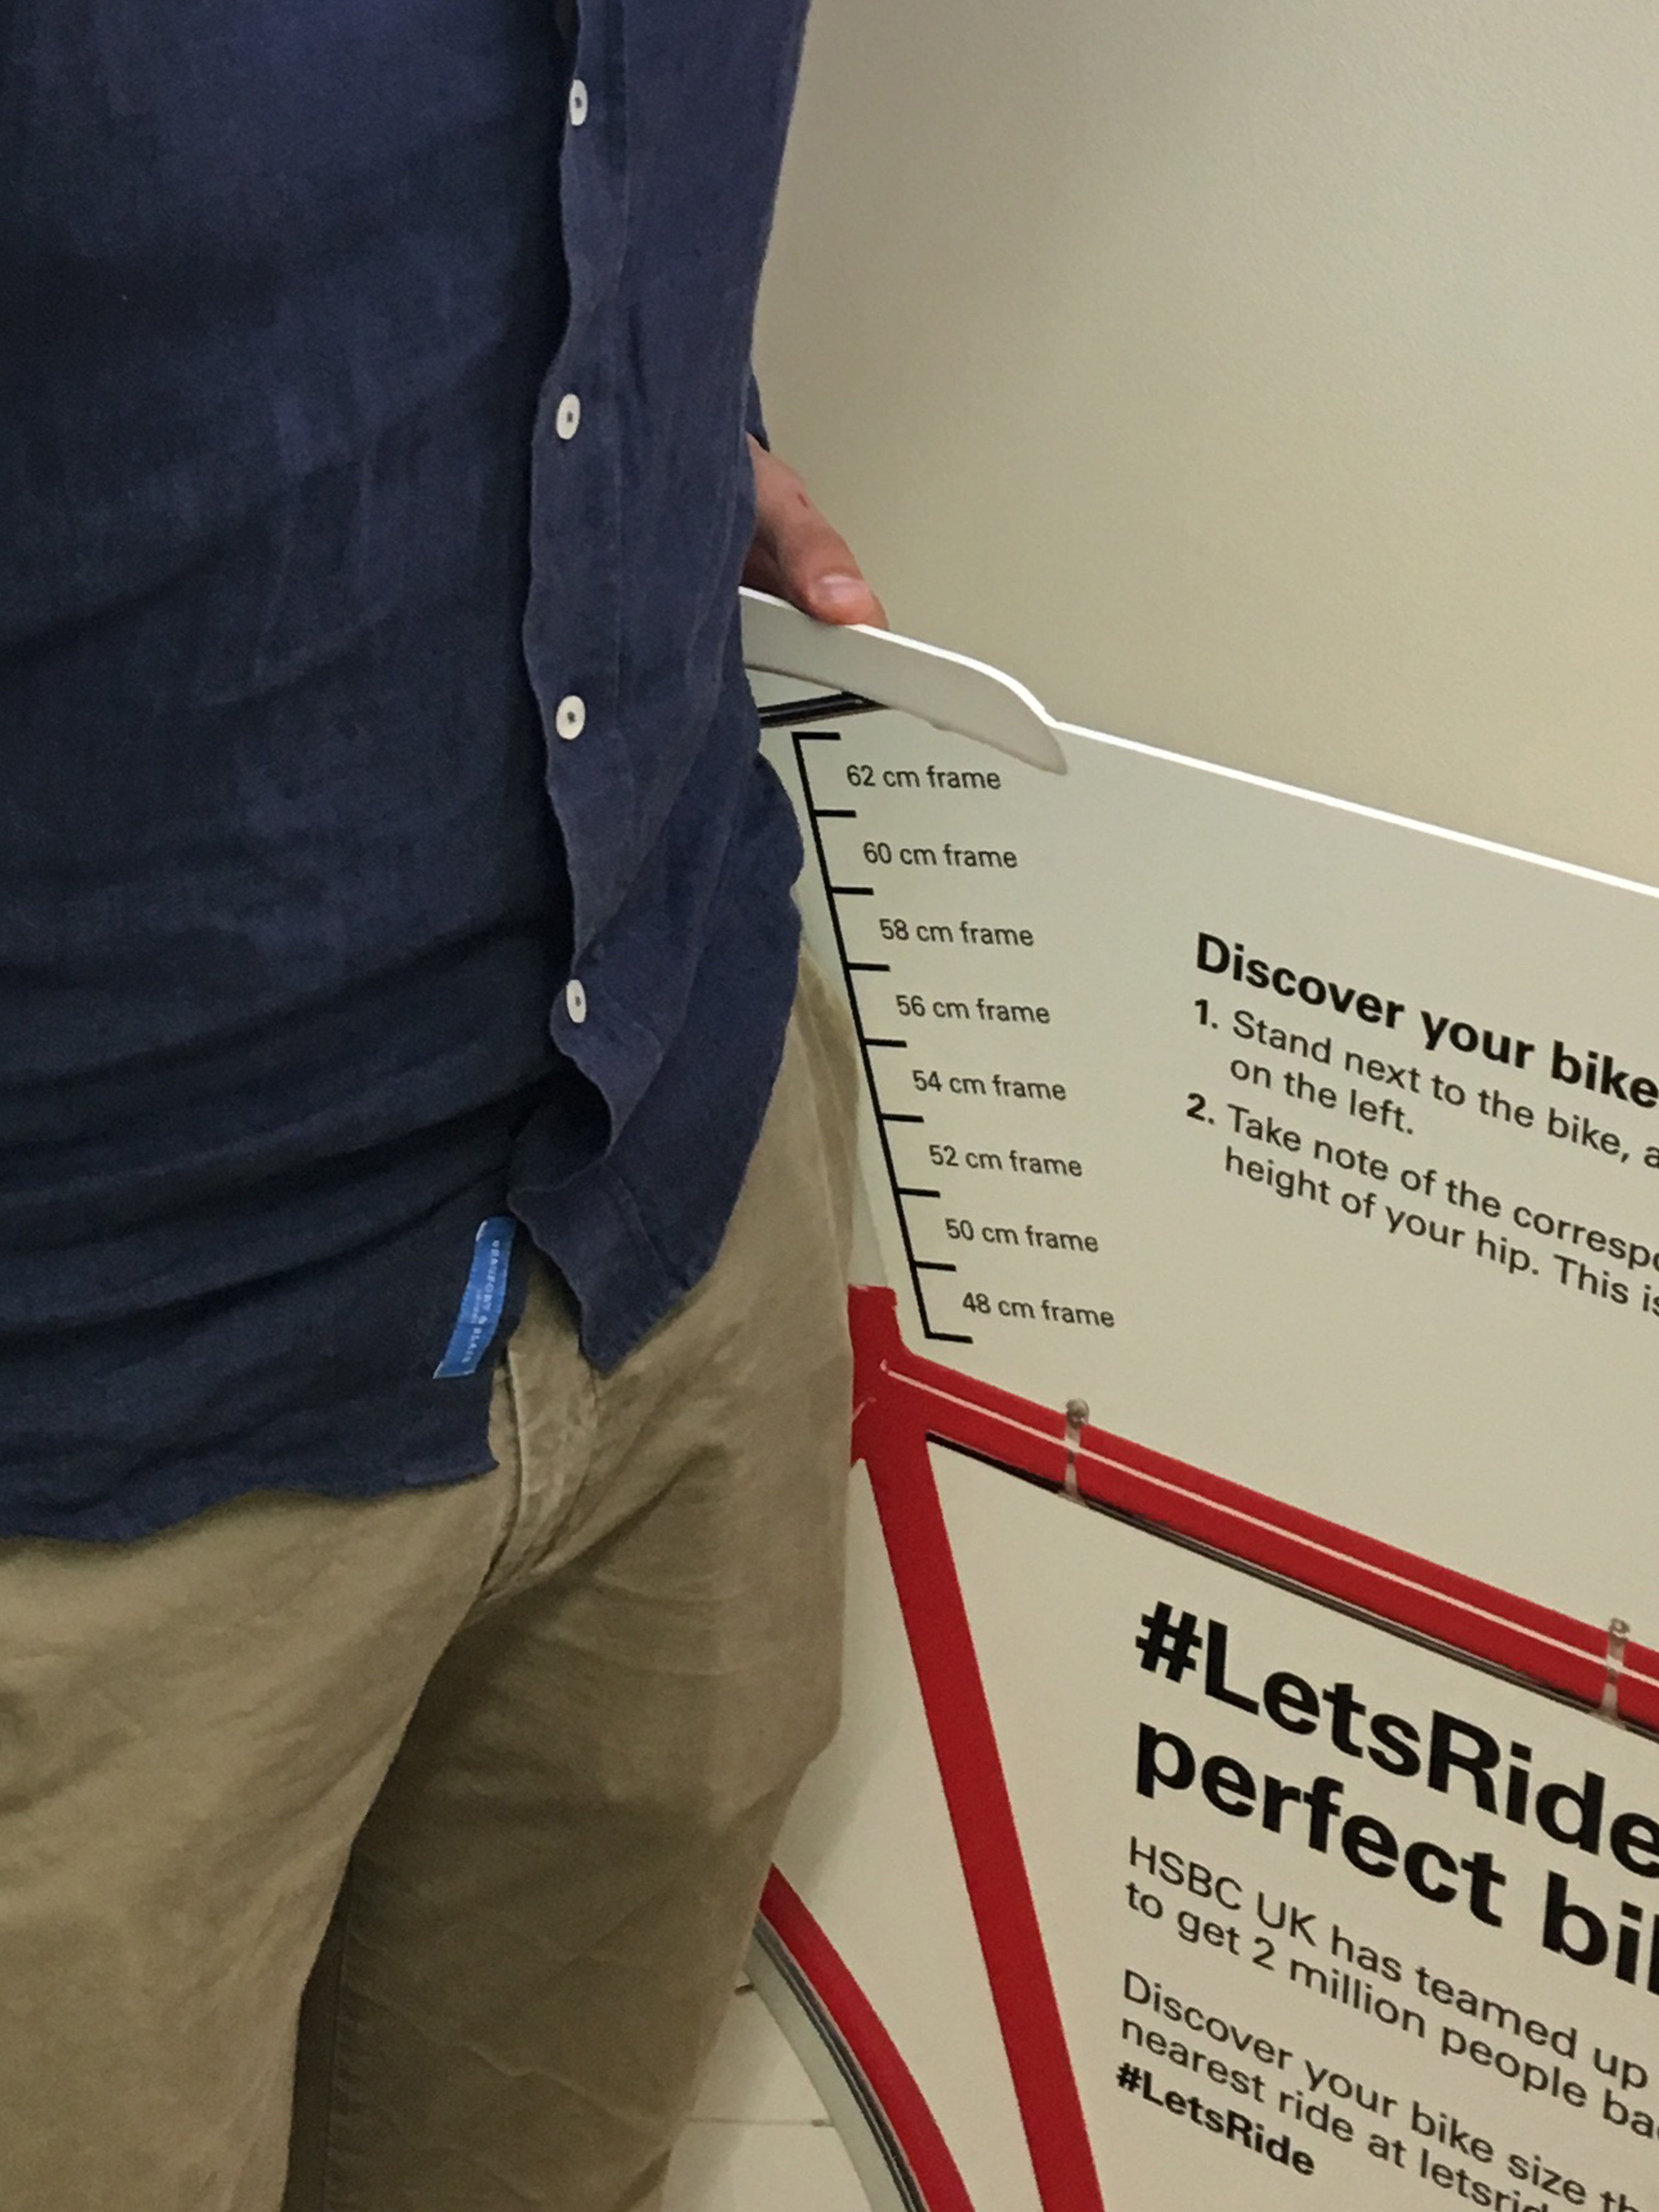 62 cm frame
60 cm frame
58 cm frame
56 cm frame
54 cm frame
52 cm frame
50 cm frame
48 cm frame
Discover your bike
1. Stand next to the bike, a
on the left.
2. Take note of the correspo
height of your hip. This is
#LetsRide
perfect bi
HSBC UK has teamed up
to get 2 million people ba
Discover your bike size th
nearest ride at letsrid
#LetsRide